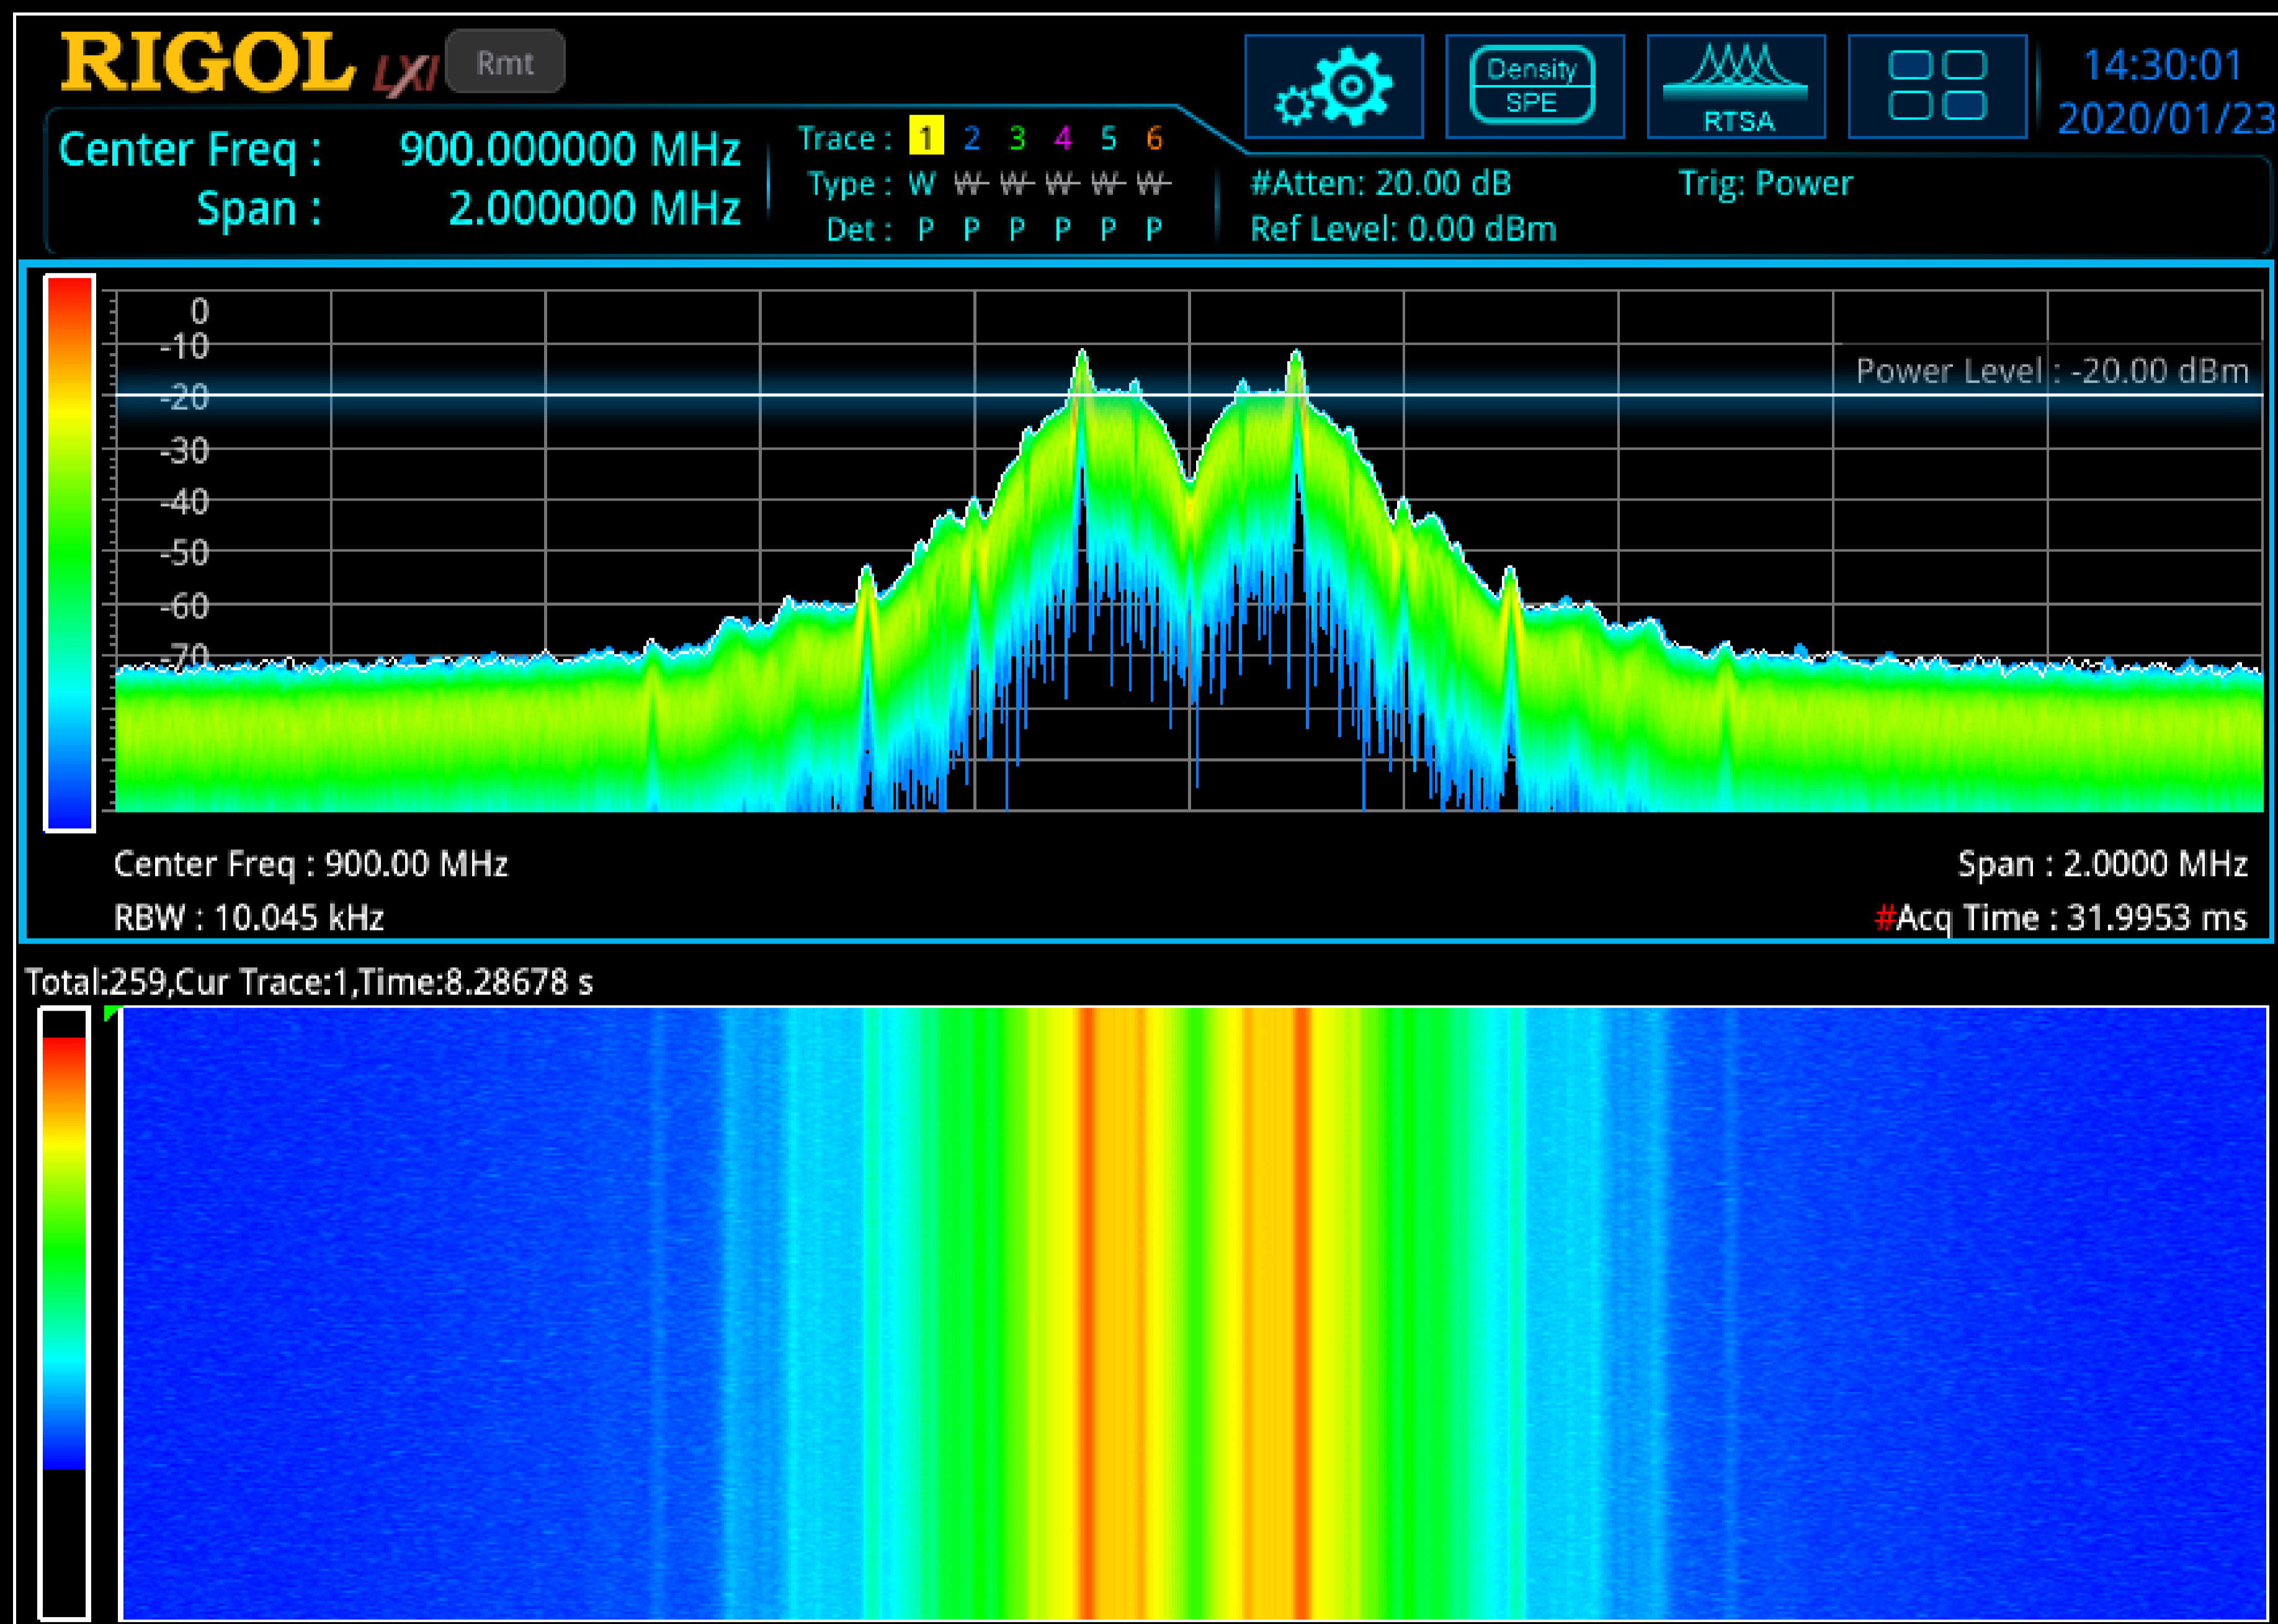 RIGOL LXI Rmt
Density
SPE
RTSA
14:30:01
2020/01/23
Center Freq : 900.000000 MHz
Span : 2.000000 MHz
Trace : 1 2 3 4 5 6
Type : W W W W W W
Det : P P P P P P
#Atten: 20.00 dB
Trig: Power
Ref Level: 0.00 dBm
0
-10
Power Level : -20.00 dBm
-20
-30
-40
-50
-60
-70
Center Freq : 900.00 MHz
Span : 2.0000 MHz
RBW : 10.045 kHz
#Acq Time : 31.9953 ms
Total:259,Cur Trace:1,Time:8.28678 s